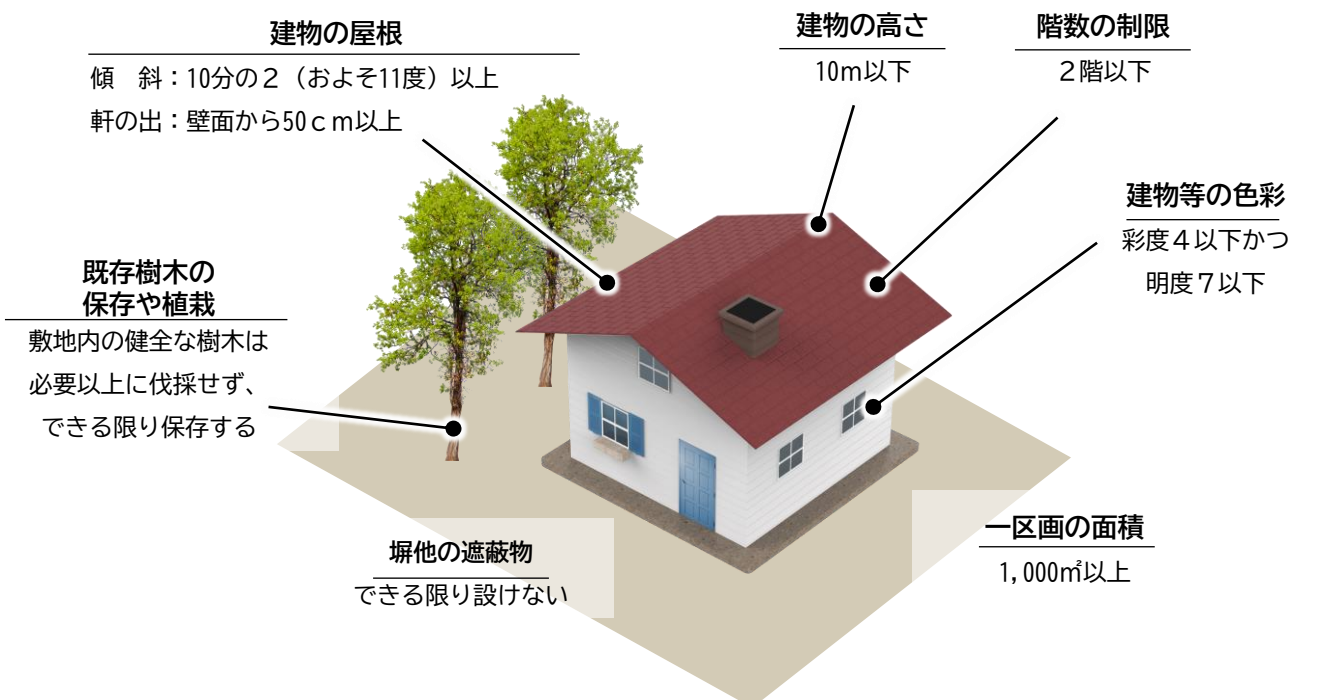 建物の屋根
傾　斜：10分の２（およそ11度）以上
軒の出：壁面から50ｃｍ以上
建物の高さ
10m以下
階数の制限
２階以下
建物等の色彩
彩度４以下かつ
明度７以下
既存樹木の
保存や植栽
敷地内の健全な樹木は
必要以上に伐採せず、
できる限り保存する
塀他の遮蔽物
できる限り設けない
一区画の面積
1,000㎡以上